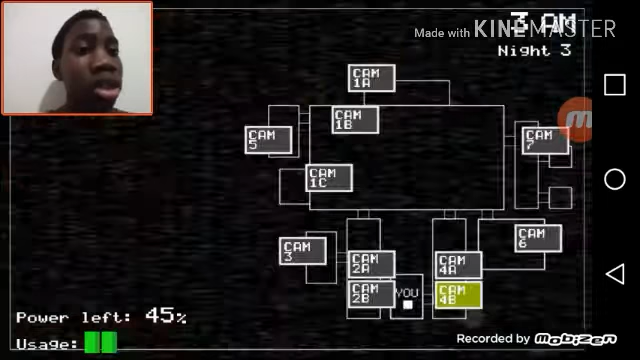 3 AM
Made with KINEMASTER
Night 3
CAM 1A
CAM 1B
CAM 5
CAM 7
CAM 1C
CAM 6
CAM 3
CAM 2A
CAM 4A
CAM 2B
YOU
CAM 4B
Power left: 45%
Usage:
Recorded by mobizen